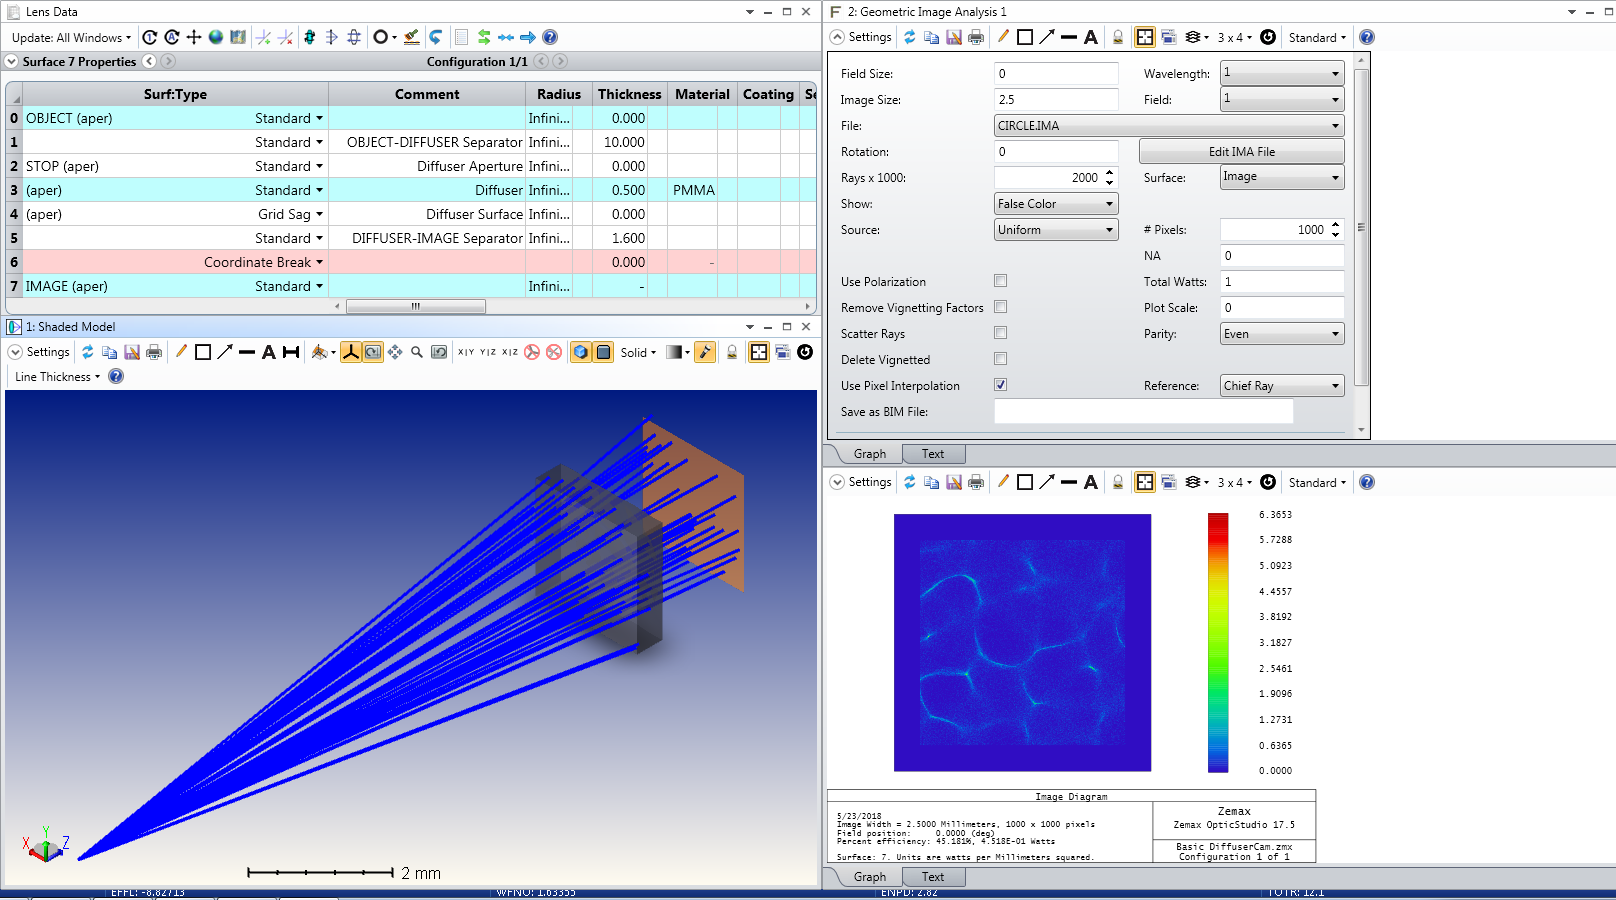 Lens Data
Update: All Windows
Surface 7 Properties
Configuration 1/1
Surf:Type Comment Radius Thickness Material Coating Se
0 OBJECT (aper) Standard Infini... 0.000
1 Standard OBJECT-DIFFUSER Separator Infini... 10.000
2 STOP (aper) Standard Diffuser Aperture Infini... 0.000
3 (aper) Standard Diffuser Infini... 0.500 PMMA
4 (aper) Grid Sag Diffuser Surface Infini... 0.000
5 Standard DIFFUSER-IMAGE Separator Infini... 1.600
6 Coordinate Break 0.000 -
7 IMAGE (aper) Standard Infini... -
1: Shaded Model
Settings
X|Y Y|Z X|Z
Solid
Line Thickness
X Y Z
2 mm
2: Geometric Image Analysis 1
Settings 3 x 4 Standard
Field Size: 0 Wavelength: 1
Image Size: 2.5 Field: 1
File: CIRCLE.IMA
Rotation: 0 Edit IMA File
Rays x 1000: 2000 Surface: Image
Show: False Color
Source: Uniform # Pixels: 1000
NA 0
Use Polarization Total Watts: 1
Remove Vignetting Factors Plot Scale: 0
Scatter Rays Parity: Even
Delete Vignetted
Use Pixel Interpolation Reference: Chief Ray
Save as BIM File:
Graph Text
Settings 3 x 4 Standard
6.3653
5.7288
5.0923
4.4557
3.8192
3.1827
2.5461
1.9096
1.2731
0.6365
0.0000
Image Diagram
5/23/2018
Image Width = 2.5000 Millimeters, 1000 x 1000 pixels
Field position: 0.0000 (deg)
Percent efficiency: 45.181%, 4.518E-01 Watts
Surface: 7. Units are watts per Millimeters squared.
Zemax
Zemax OpticStudio 17.5
Basic DiffuserCam.zmx
Configuration 1 of 1
Graph Text
EFFL: -8.82713 WFNO: 1.63355 ENPD: 2.82 TOTR: 12.1